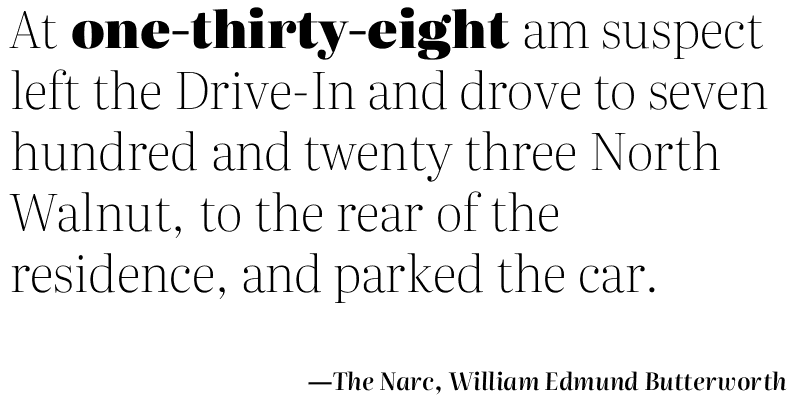 At one-thirty-eight am suspect
left the Drive-In and drove to seven
hundred and twenty three North
Walnut, to the rear of the
residence, and parked the car.
—The Narc, William Edmund Butterworth